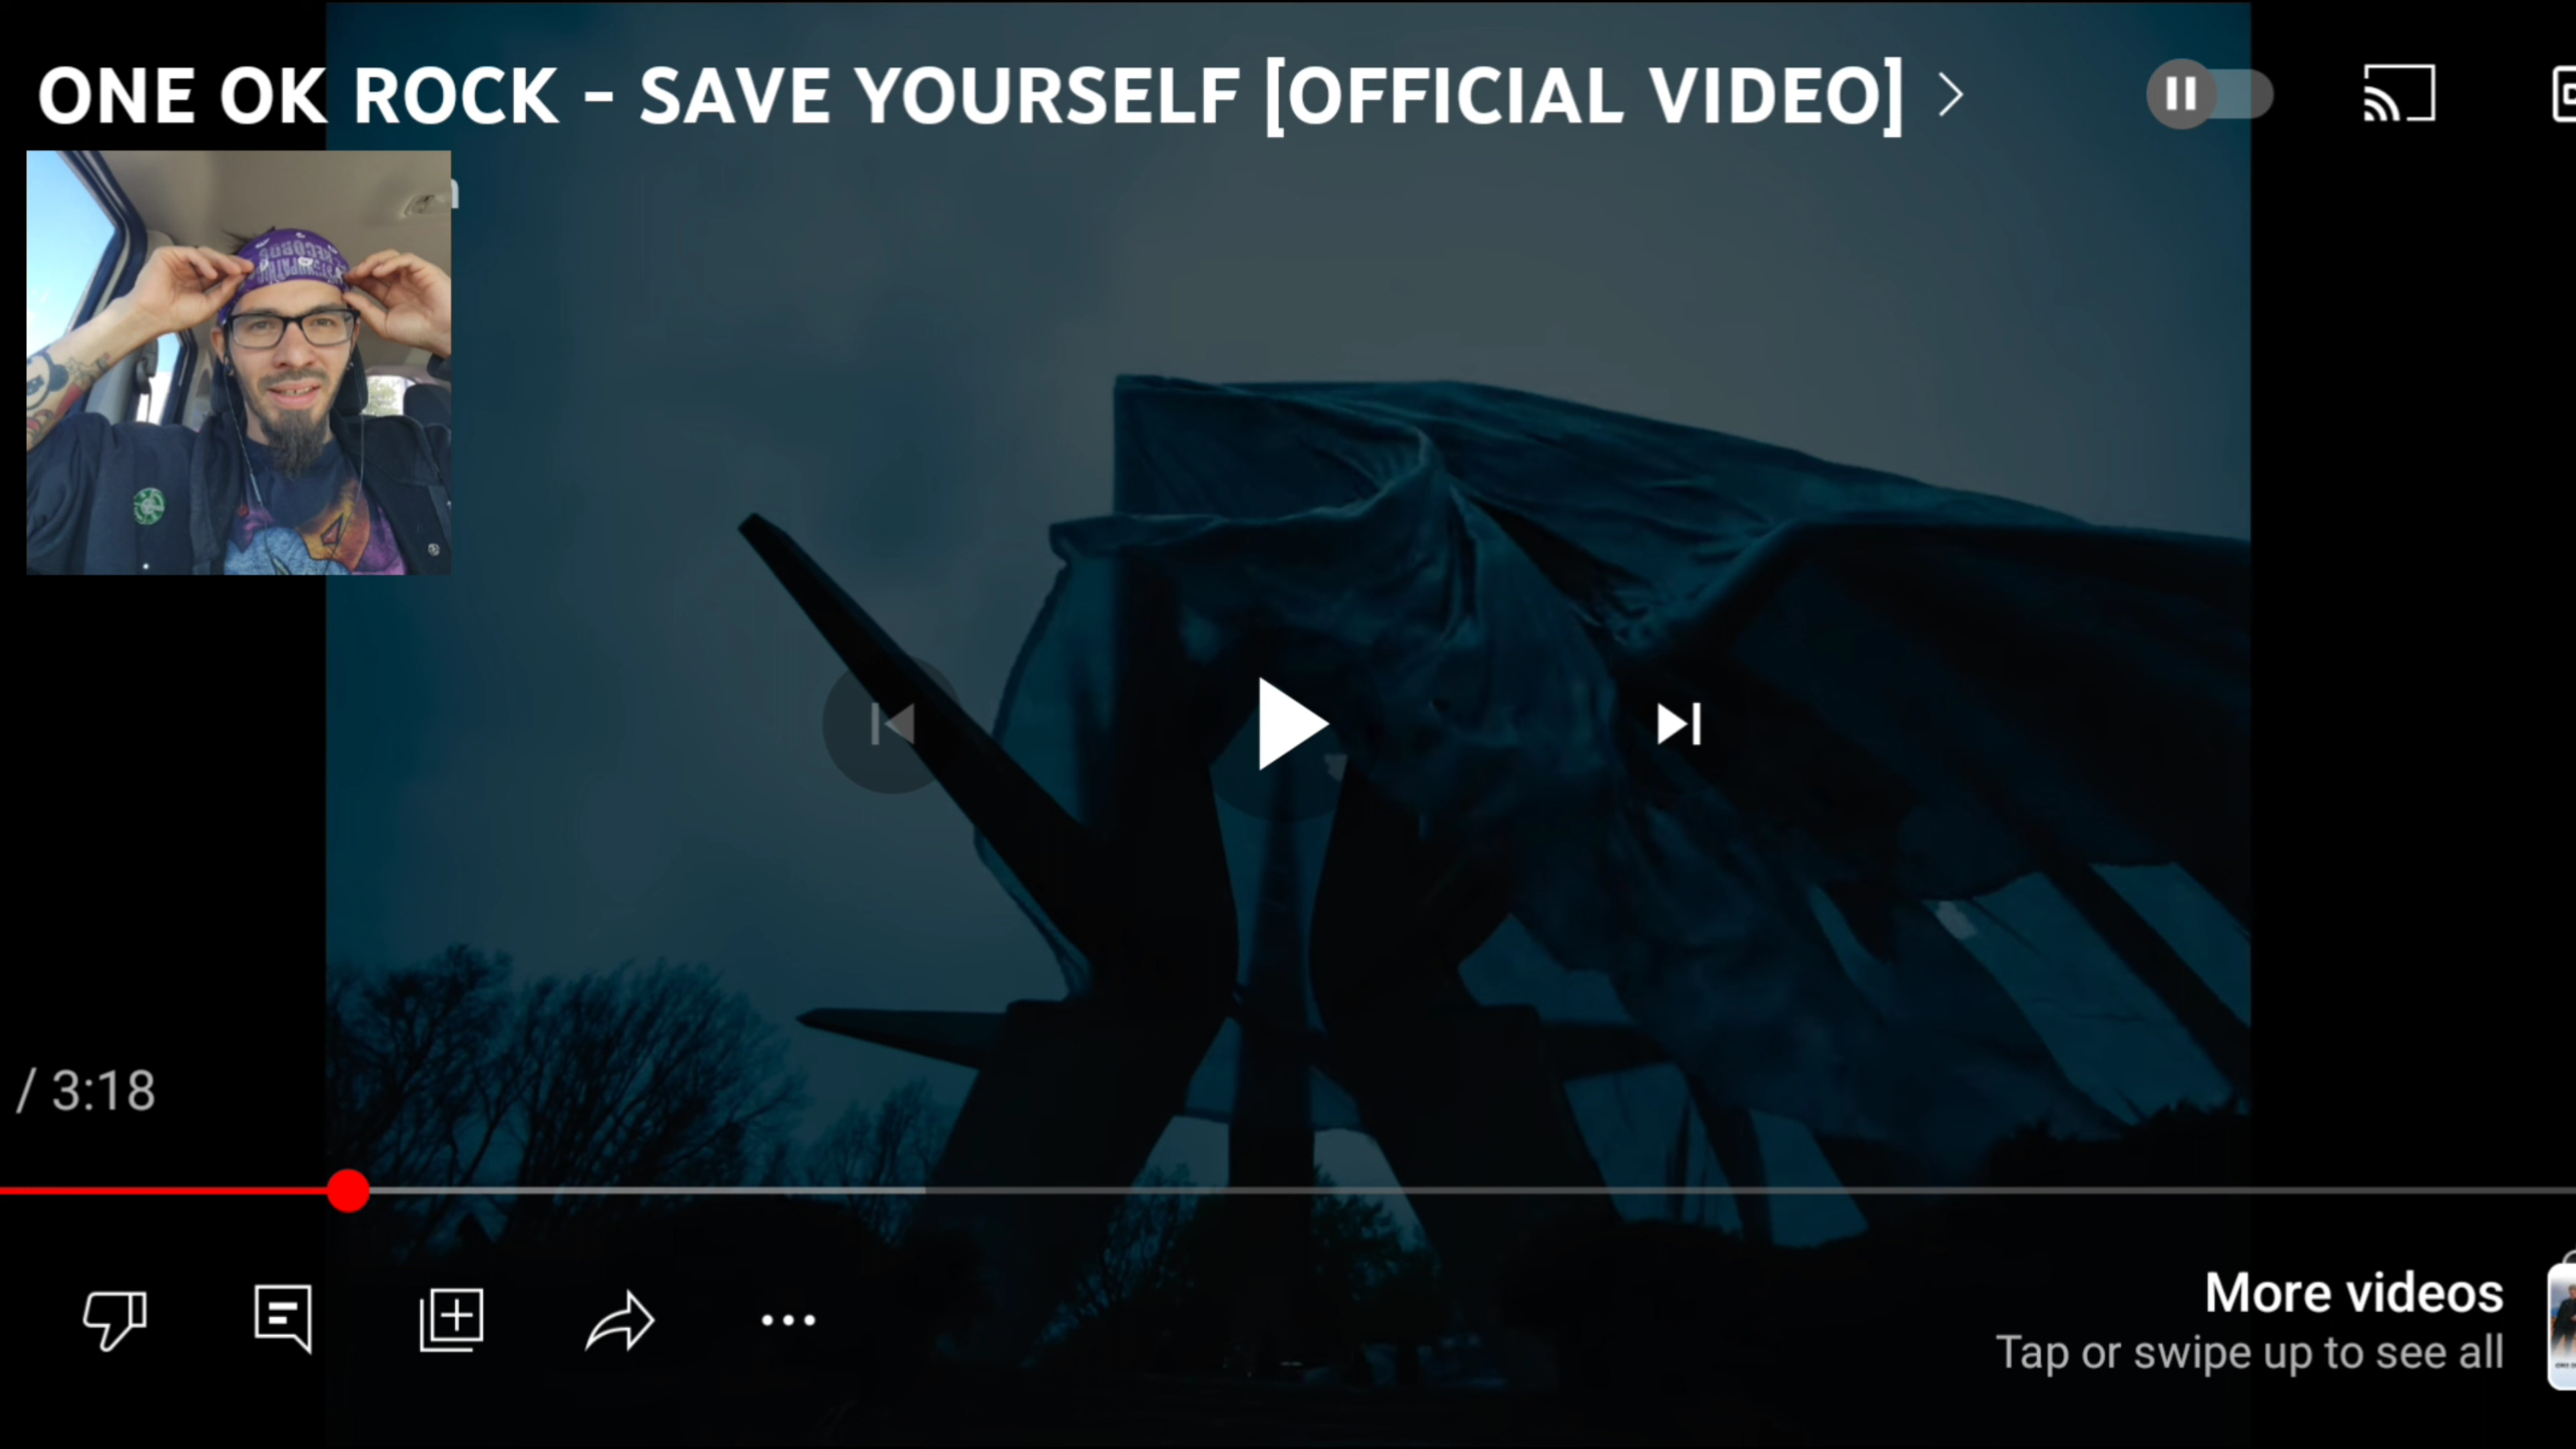 ONE OK ROCK - SAVE YOURSELF [OFFICIAL VIDEO]
/ 3:18
More videos
Tap or swipe up to see all